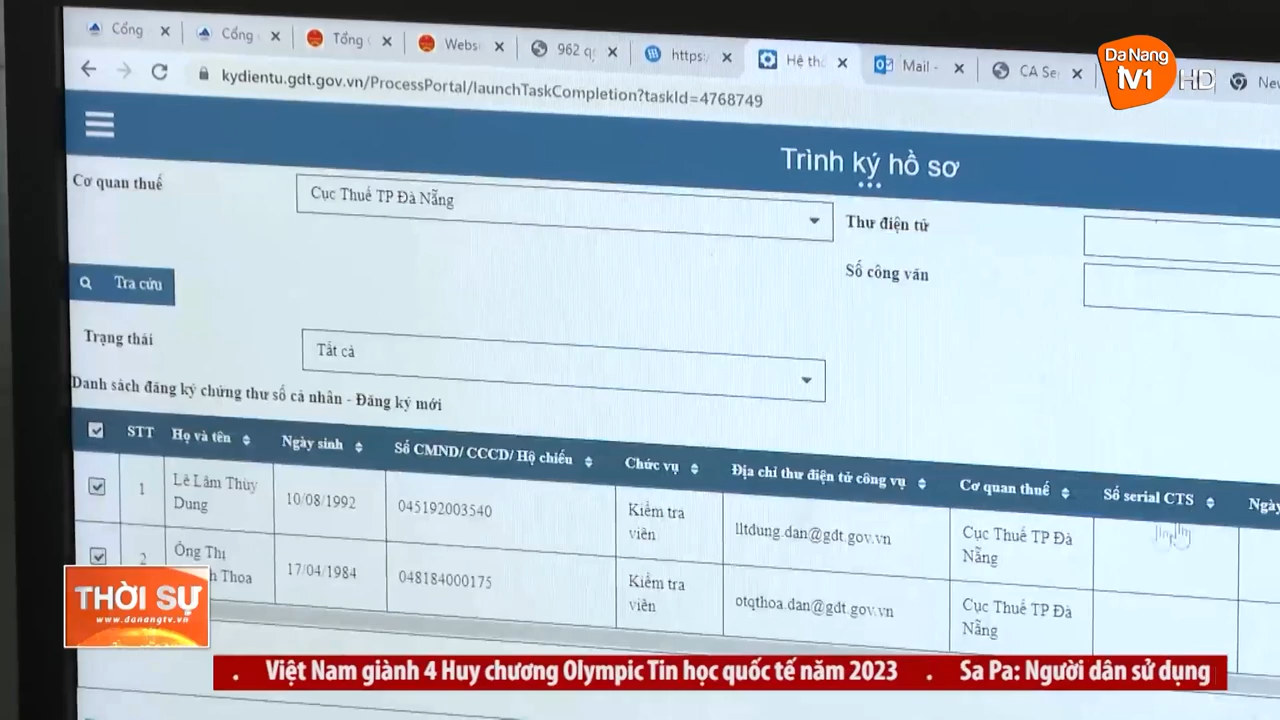 Cổng
Cổng
Tổng
Webs
962 q
https:
Mail -
CA Se
New
kydientu.gdt.gov.vn/ProcessPortal/launchTaskCompletion?taskId=4768749
Da Nang
TV1 HD
Trình ký hồ sơ
Cơ quan thuế
Cục Thuế TP Đà Nẵng
Thư điện tử
Số công văn
Tra cứu
Trạng thái
Tất cả
Danh sách đăng ký chứng thư số cá nhân - Đăng ký mới
STT Họ và tên Ngày sinh Số CMND/ CCCD/ Hộ chiếu Chức vụ Địa chỉ thư điện tử công vụ Cơ quan thuế Số serial CTS Ngày
1 Lê Lâm Thùy Dung 10/08/1992 045192003540 Kiểm tra viên lltdung.dan@gdt.gov.vn Cục Thuế TP Đà Nẵng
2 Ông Thị Thoa 17/04/1984 048184000175 Kiểm tra viên otqthoa.dan@gdt.gov.vn Cục Thuế TP Đà Nẵng
THỜI SỰ
www.danangtv.vn
. Việt Nam giành 4 Huy chương Olympic Tin học quốc tế năm 2023 . Sa Pa: Người dân sử dụng